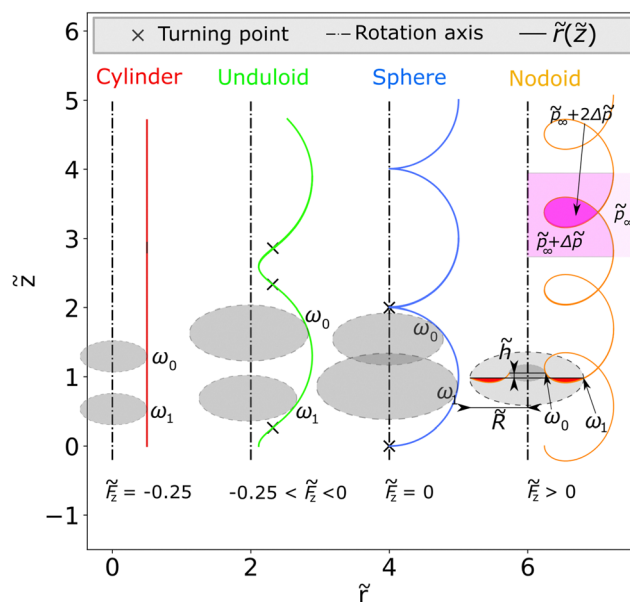 × Turning point —·— Rotation axis — r̃(z̃)
Cylinder Unduloid Sphere Nodoid
p̃∞+2Δp̃
p̃∞
p̃∞+Δp̃
ω₀ ω₀ ω₀ h̃
ω₁ ω₁ ω₁ R̃ ω₀ ω₁
F̃z = -0.25 -0.25 < F̃z<0 F̃z = 0 F̃z > 0
6
5
4
3
2
1
0
−1
z̃
0 2 4 6
r̃